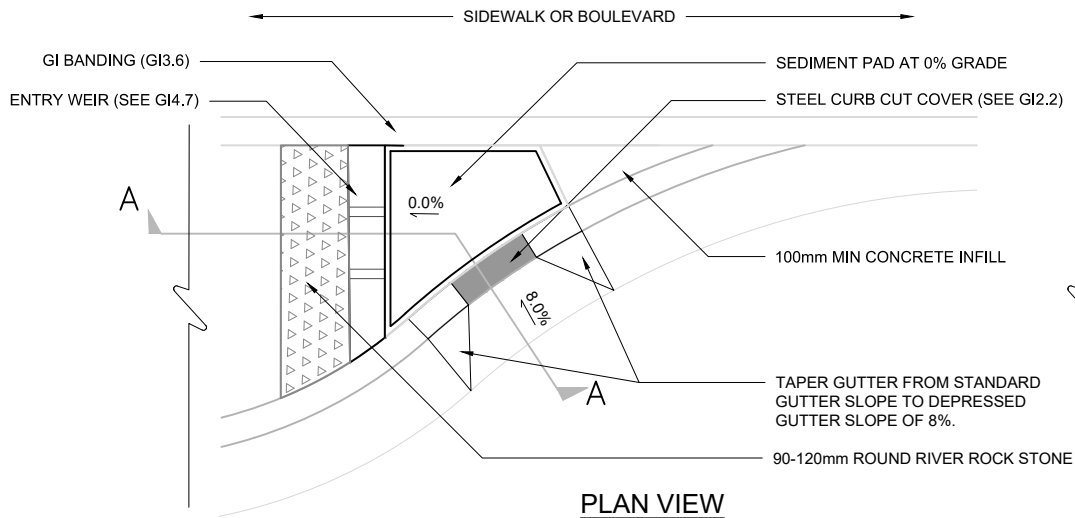 SIDEWALK OR BOULEVARD
GI BANDING (GI3.6)
SEDIMENT PAD AT 0% GRADE
ENTRY WEIR (SEE GI4.7)
STEEL CURB CUT COVER (SEE GI2.2)
A
0.0%
100mm MIN CONCRETE INFILL
8.0%
A
TAPER GUTTER FROM STANDARD
GUTTER SLOPE TO DEPRESSED
GUTTER SLOPE OF 8%.
90-120mm ROUND RIVER ROCK STONE
PLAN VIEW